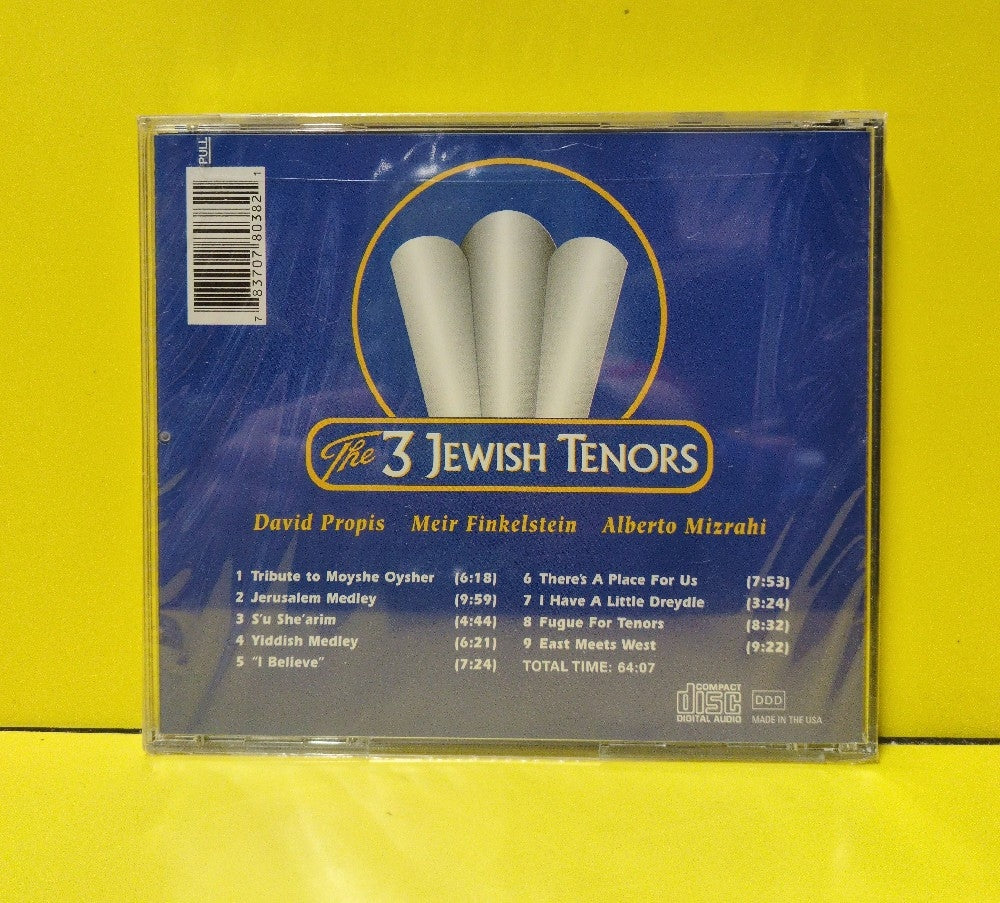 PULL
7 83707 80382 1
The 3 JEWISH TENORS
David Propis Meir Finkelstein Alberto Mizrahi
1 Tribute to Moyshe Oysher (6:18)
2 Jerusalem Medley (9:59)
3 S'u She'arim (4:44)
4 Yiddish Medley (6:21)
5 "I Believe" (7:24)
6 There's A Place For Us (7:53)
7 I Have A Little Dreydle (3:24)
8 Fugue For Tenors (8:32)
9 East Meets West (9:22)
TOTAL TIME: 64:07
COMPACT
disc
DIGITAL AUDIO
DDD
MADE IN THE USA